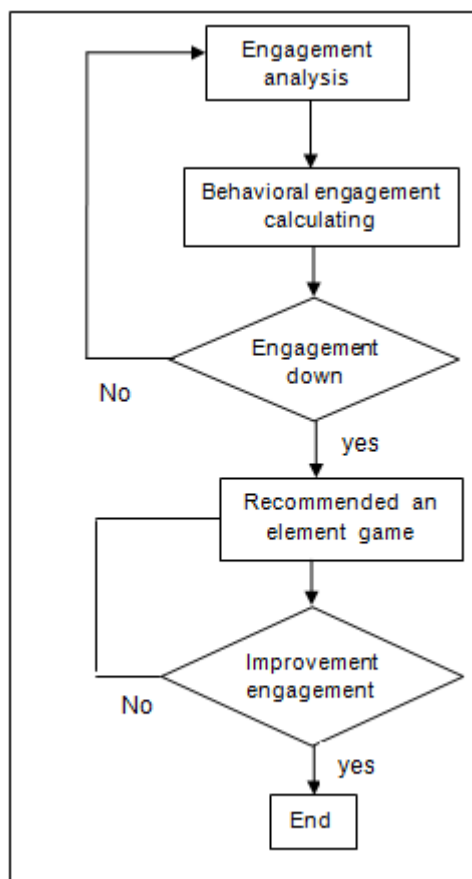 Engagement
analysis
Behavioral engagement
calculating
Engagement
down
No
yes
Recommended an
element game
Improvement
engagement
No
yes
End